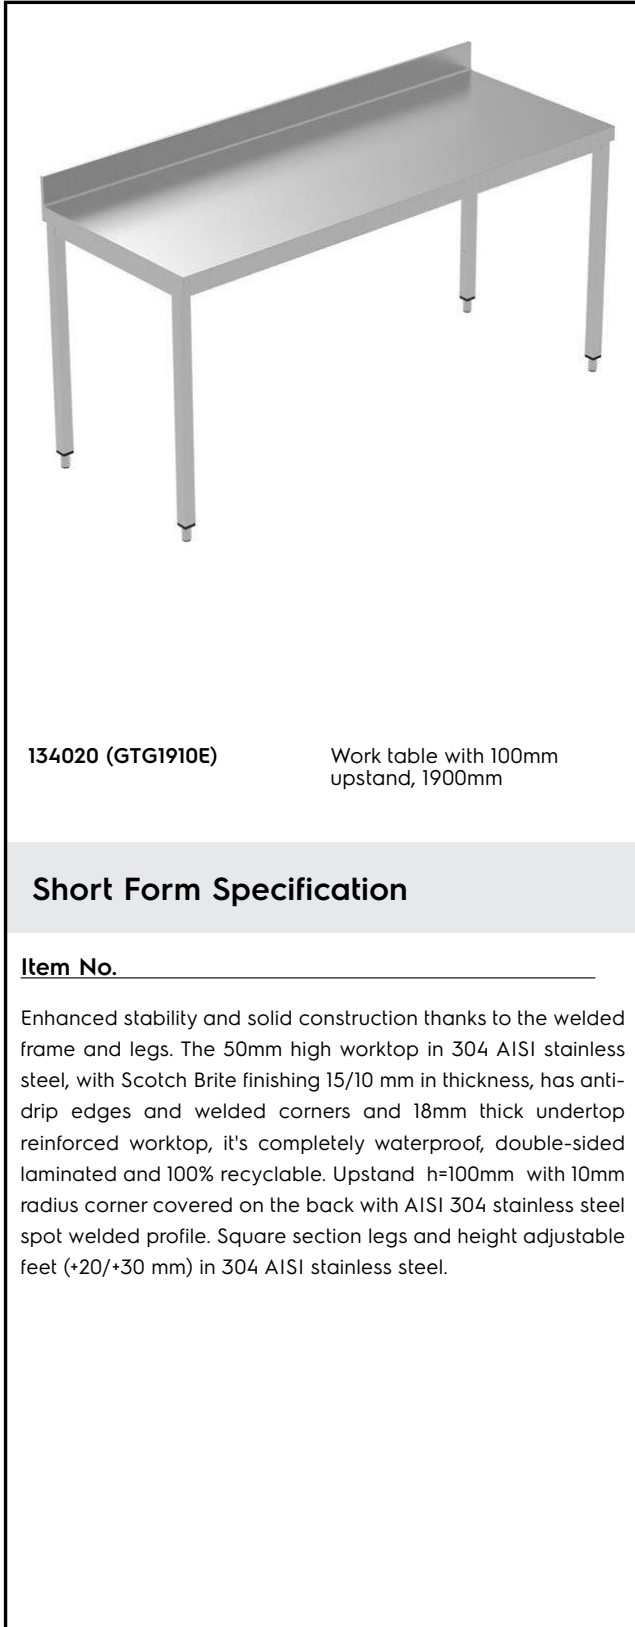 134020 (GTG1910E)
Work table with 100mm
upstand, 1900mm
Short Form Specification
Item No.
Enhanced stability and solid construction thanks to the welded
frame and legs. The 50mm high worktop in 304 AISI stainless
steel, with Scotch Brite finishing 15/10 mm in thickness, has anti-
drip edges and welded corners and 18mm thick undertop
reinforced worktop, it's completely waterproof, double-sided
laminated and 100% recyclable. Upstand h=100mm with 10mm
radius corner covered on the back with AISI 304 stainless steel
spot welded profile. Square section legs and height adjustable
feet (+20/+30 mm) in 304 AISI stainless steel.